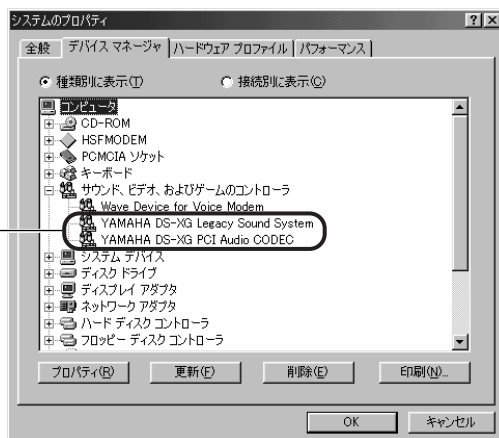 システムのプロパティ
全般 デバイス マネージャ ハードウェア プロファイル パフォーマンス
種類別に表示(T) 接続別に表示(C)
コンピュータ
CD-ROM
HSFMODEM
PCMCIA ソケット
キーボード
サウンド、ビデオ、およびゲームのコントローラ
Wave Device for Voice Modem
YAMAHA DS-XG Legacy Sound System
YAMAHA DS-XG PCI Audio CODEC
システム デバイス
ディスク ドライブ
ディスプレイ アダプタ
ネットワーク アダプタ
ハード ディスク コントローラ
フロッピー ディスク コントローラ
プロパティ(R) 更新(F) 削除(E) 印刷(N)...
OK キャンセル